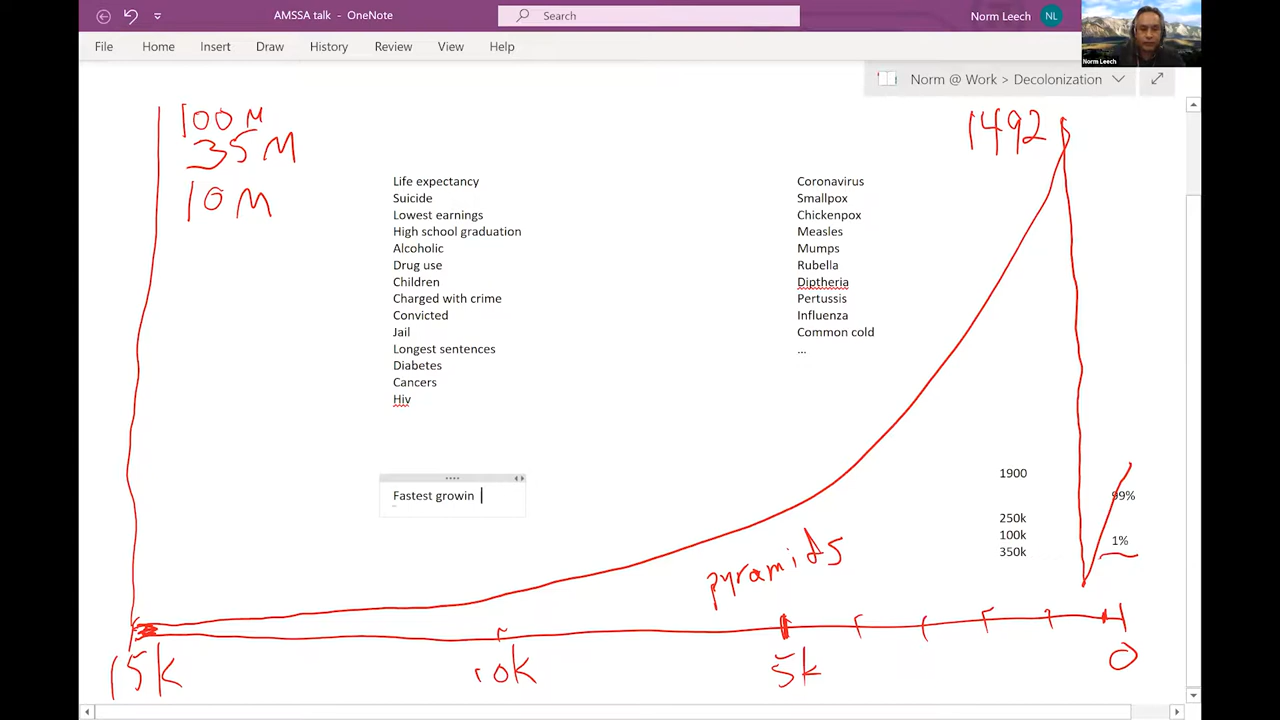 AMSSA talk - OneNote
Search
Norm Leech
NL
File Home Insert Draw History Review View Help
Norm Leech
Norm @ Work > Decolonization
100 M
35 M
10 M
1492
Life expectancy
Suicide
Lowest earnings
High school graduation
Alcoholic
Drug use
Children
Charged with crime
Convicted
Jail
Longest sentences
Diabetes
Cancers
Hiv
Coronavirus
Smallpox
Chickenpox
Measles
Mumps
Rubella
Diptheria
Pertussis
Influenza
Common cold
...
Fastest growin
1900
250k
100k
350k
99%
1%
pyramids
15k
10k
5k
0